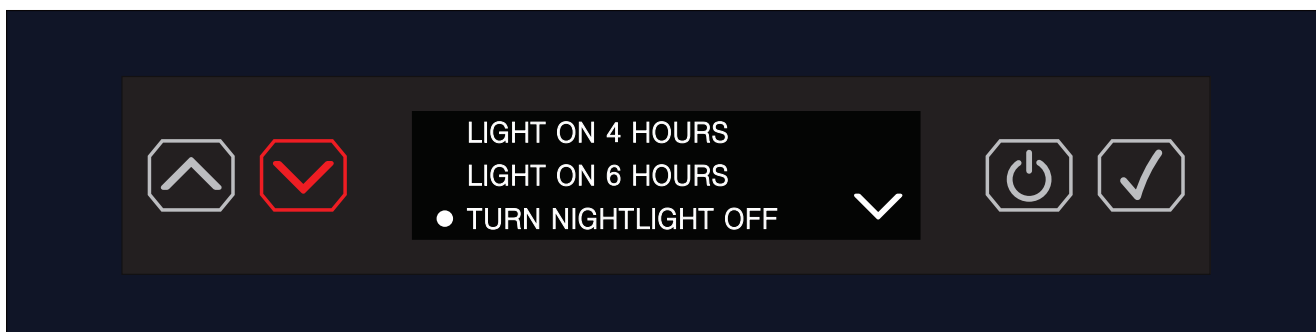 LIGHT ON 4 HOURS
LIGHT ON 6 HOURS
● TURN NIGHTLIGHT OFF